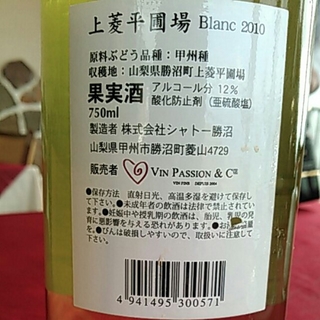 上菱平圃場 Blanc 2010
原料ぶどう品種：甲州種
収穫地：山梨県勝沼町上菱平圃場
果実酒 アルコール分 12％
酸化防止剤（亜硫酸塩）
750ml
製造者 株式会社シャトー勝沼
山梨県甲州市勝沼町菱山4729
販売者 VIN PASSION & CIE
●保存方法 直射日光、高温多湿を避けて保存し
て下さい。●未成年者の飲酒は法律で禁止されて
います。●妊娠中や授乳期の飲酒は、胎児、乳児の発
育に悪影響を与える恐れがあります。●お
量を。●びんは破損しやすいので、取扱いに注意して
下さい。
4 941495 300571